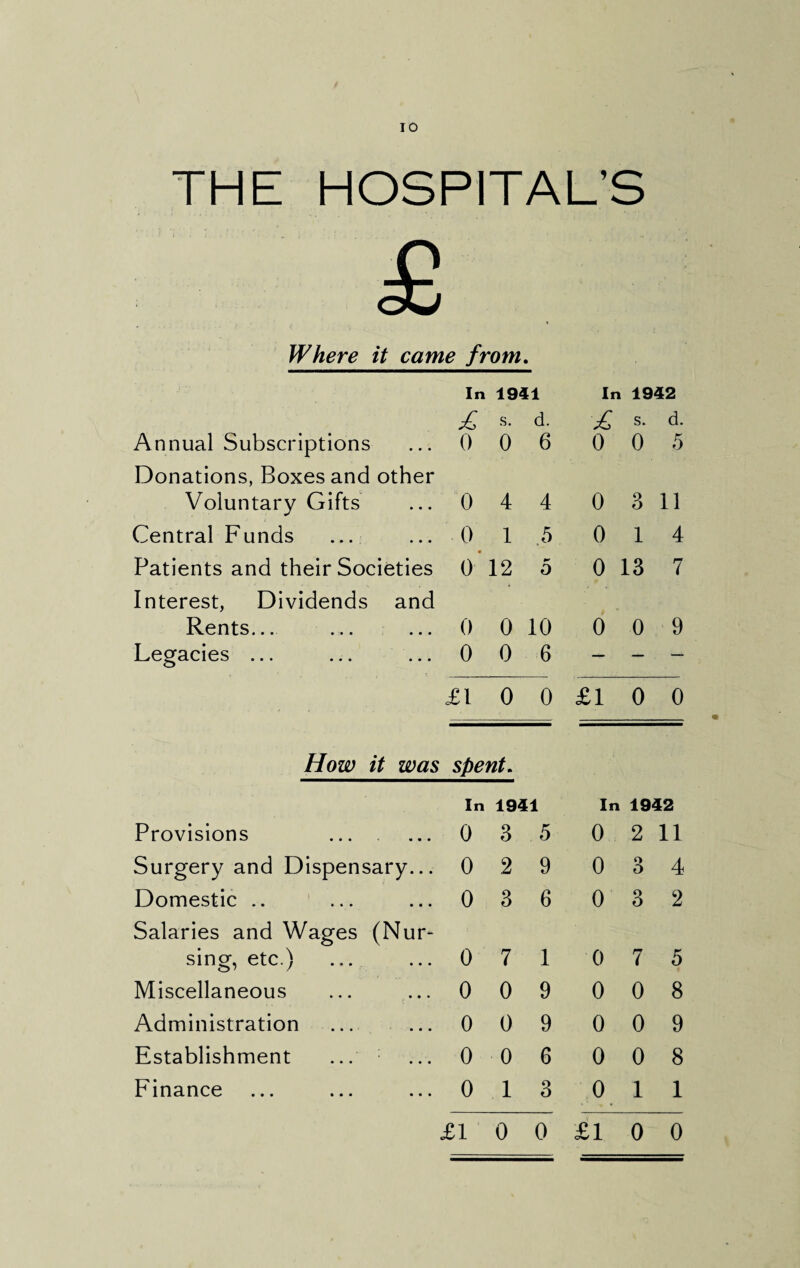 10
THE HOSPITAL'S
£
Where it came from.
In 1941 In 1942
£ s. d. £ s. d.
Annual Subscriptions ... 0 0 6 0 0 5
Donations, Boxes and other
Voluntary Gifts ... 0 4 4 0 3 11
Central Funds ... ... 0 1 5 0 1 4
Patients and their Societies 0 12 5 0 13 7
Interest, Dividends and
Rents... ... ... 0 0 10 0 0 9
Legacies ... ... ... 0 0 6 — — —
£1 0 0 £1 0 0
How it was spent.
In 1941 In 1942
Provisions ... ... 0 3 5 0 2 11
Surgery and Dispensary... 0 2 9 0 3 4
Domestic .. ... ... 0 3 6 0 3 2
Salaries and Wages (Nur-
sing, etc.) ... ... 0 7 1 0 7 5
Miscellaneous ... ... 0 0 9 0 0 8
Administration ... ... 0 0 9 0 0 9
Establishment ... ... 0 0 6 0 0 8
Finance ... ... ... 0 1 3 0 1 1
£1 0 0 £1 0 0